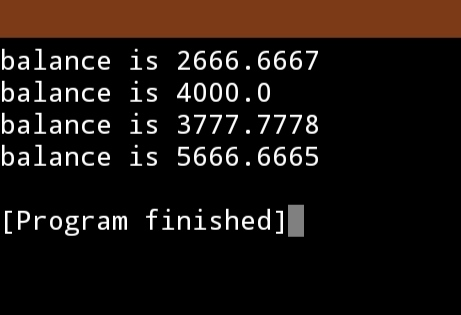 balance is 2666.6667
balance is 4000.0
balance is 3777.7778
balance is 5666.6665
[Program finished]